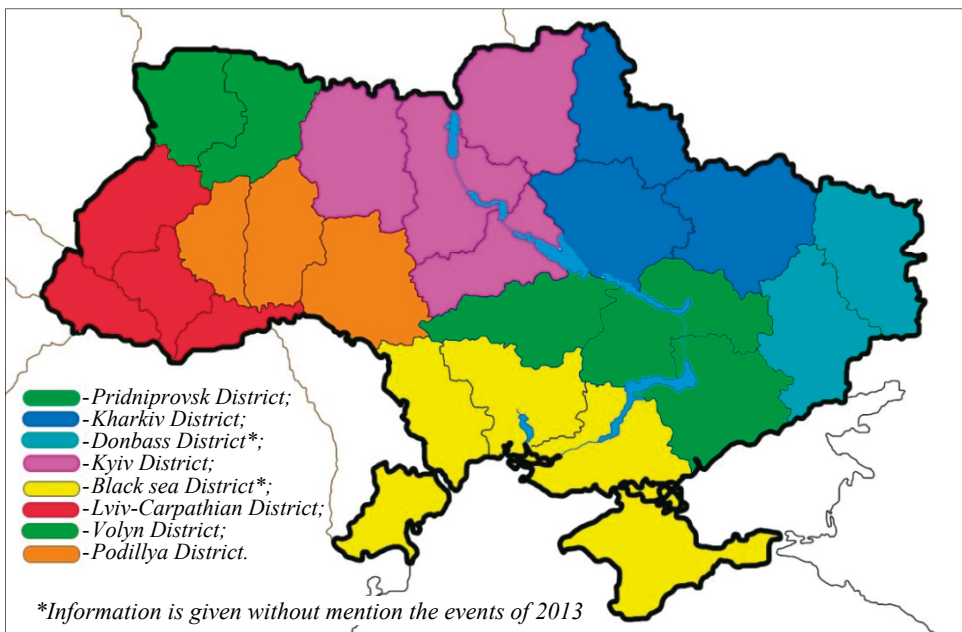 -Pridniprovsk District;
-Kharkiv District;
-Donbass District*;
-Kyiv District;
-Black sea District*;
-Lviv-Carpathian District;
-Volyn District;
-Podillya District.
*Information is given without mention the events of 2013